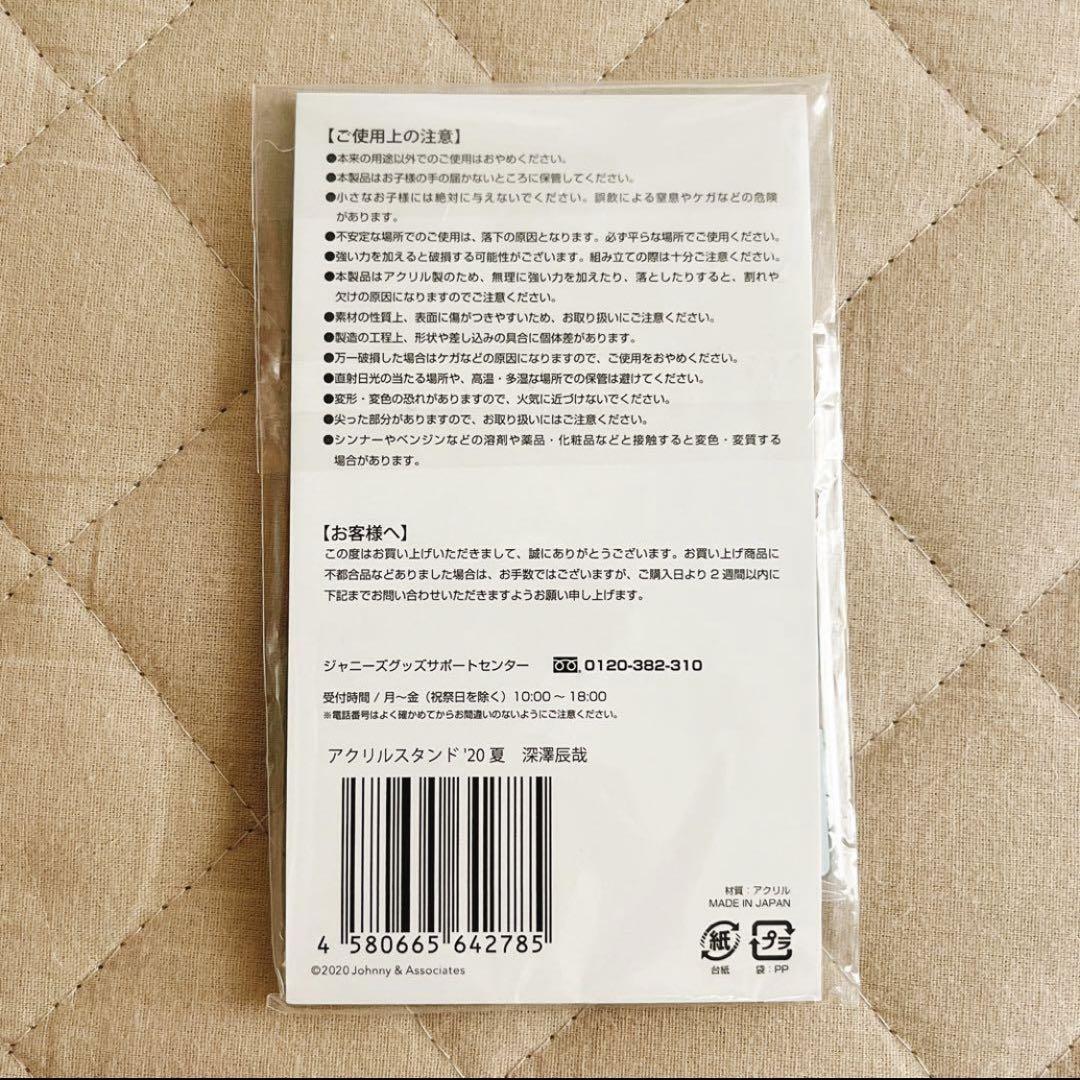 【ご使用上の注意】
●本来の用途以外でのご使用はおやめください。
●本製品はお子様の手の届かないところに保管してください。
●小さなお子様には絶対に与えないでください。誤飲による窒息やケガなどの危険
があります。
●不安定な場所でのご使用は、落下の原因となります。必ず平らな場所でご使用ください。
●強い力を加えると破損する可能性がございます。組み立ての際は十分ご注意ください。
●本製品はアクリル製のため、無理に強い力を加えたり、落としたりすると、割れや
欠けの原因になりますのでご注意ください。
●素材の性質上、表面に傷がつきやすいため、お取り扱いにご注意ください。
●製造の工程上、形状や差し込みの具合に個体差があります。
●万一破損した場合はケガなどの原因になりますので、ご使用をおやめください。
●直射日光の当たる場所や、高温・多湿な場所での保管は避けてください。
●変形・変色の恐れがありますので、火気に近づけないでください。
●尖った部分がありますので、お取り扱いにはご注意ください。
●シンナーやベンジンなどの溶剤や薬品・化粧品などと接触すると変色・変質する
場合があります。
【お客様へ】
この度はお買い上げいただきまして、誠にありがとうございます。お買い上げ商品に
不都合品などありました場合は、お手数ではございますが、ご購入日より2週間以内に
下記までお問い合わせいただきますようお願い申し上げます。
ジャニーズグッズサポートセンター 0120-382-310
受付時間 / 月〜金（祝祭日を除く）10:00 〜 18:00
※電話番号はよく確かめてからお間違いのないようにご注意ください。
アクリルスタンド '20 夏 深澤辰哉
4 580665 642785
©2020 Johnny & Associates
材質：アクリル
MADE IN JAPAN
紙 プラ
台紙 袋：PP